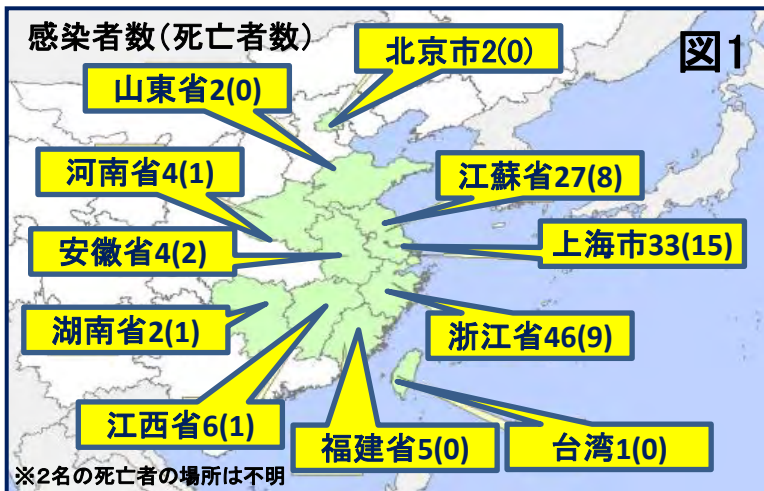 感染者数(死亡者数)
図1
北京市2(0)
山東省2(0)
河南省4(1)
江蘇省27(8)
安徽省4(2)
上海市33(15)
湖南省2(1)
浙江省46(9)
江西省6(1)
福建省5(0)
台湾1(0)
※2名の死亡者の場所は不明